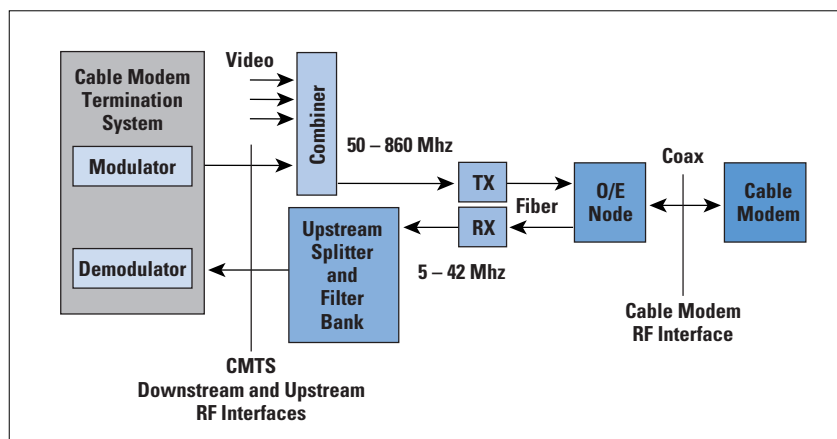 Cable Modem
Termination
System
Modulator
Demodulator
Video
Combiner
50 – 860 Mhz
TX
Fiber
RX
5 – 42 Mhz
Upstream
Splitter
and
Filter
Bank
O/E
Node
Coax
Cable
Modem
Cable Modem
RF Interface
CMTS
Downstream and Upstream
RF Interfaces